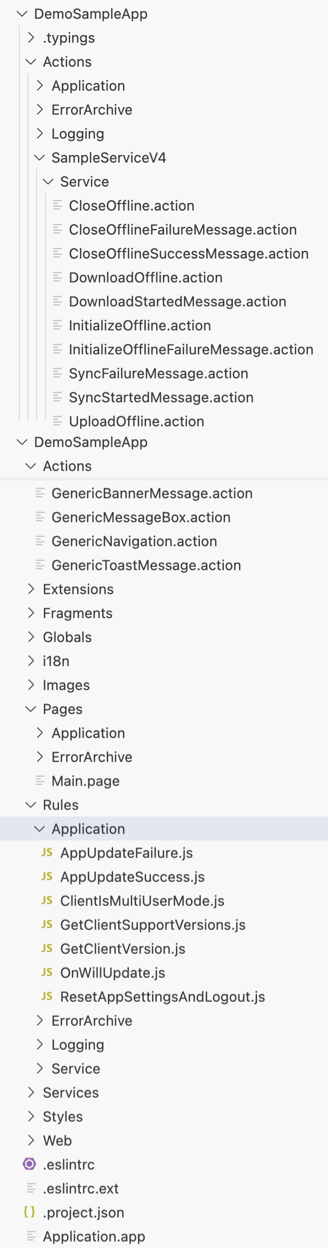 DemoSampleApp
.typings
Actions
Application
ErrorArchive
Logging
SampleServiceV4
Service
CloseOffline.action
CloseOfflineFailureMessage.action
CloseOfflineSuccessMessage.action
DownloadOffline.action
DownloadStartedMessage.action
InitializeOffline.action
InitializeOfflineFailureMessage.action
SyncFailureMessage.action
SyncStartedMessage.action
UploadOffline.action
DemoSampleApp
Actions
GenericBannerMessage.action
GenericMessageBox.action
GenericNavigation.action
GenericToastMessage.action
Extensions
Fragments
Globals
i18n
Images
Pages
Application
ErrorArchive
Main.page
Rules
Application
JS AppUpdateFailure.js
JS AppUpdateSuccess.js
JS ClientIsMultiUserMode.js
JS GetClientSupportVersions.js
JS GetClientVersion.js
JS OnWillUpdate.js
JS ResetAppSettingsAndLogout.js
ErrorArchive
Logging
Service
Services
Styles
Web
.eslintrc
.eslintrc.ext
{} .project.json
Application.app